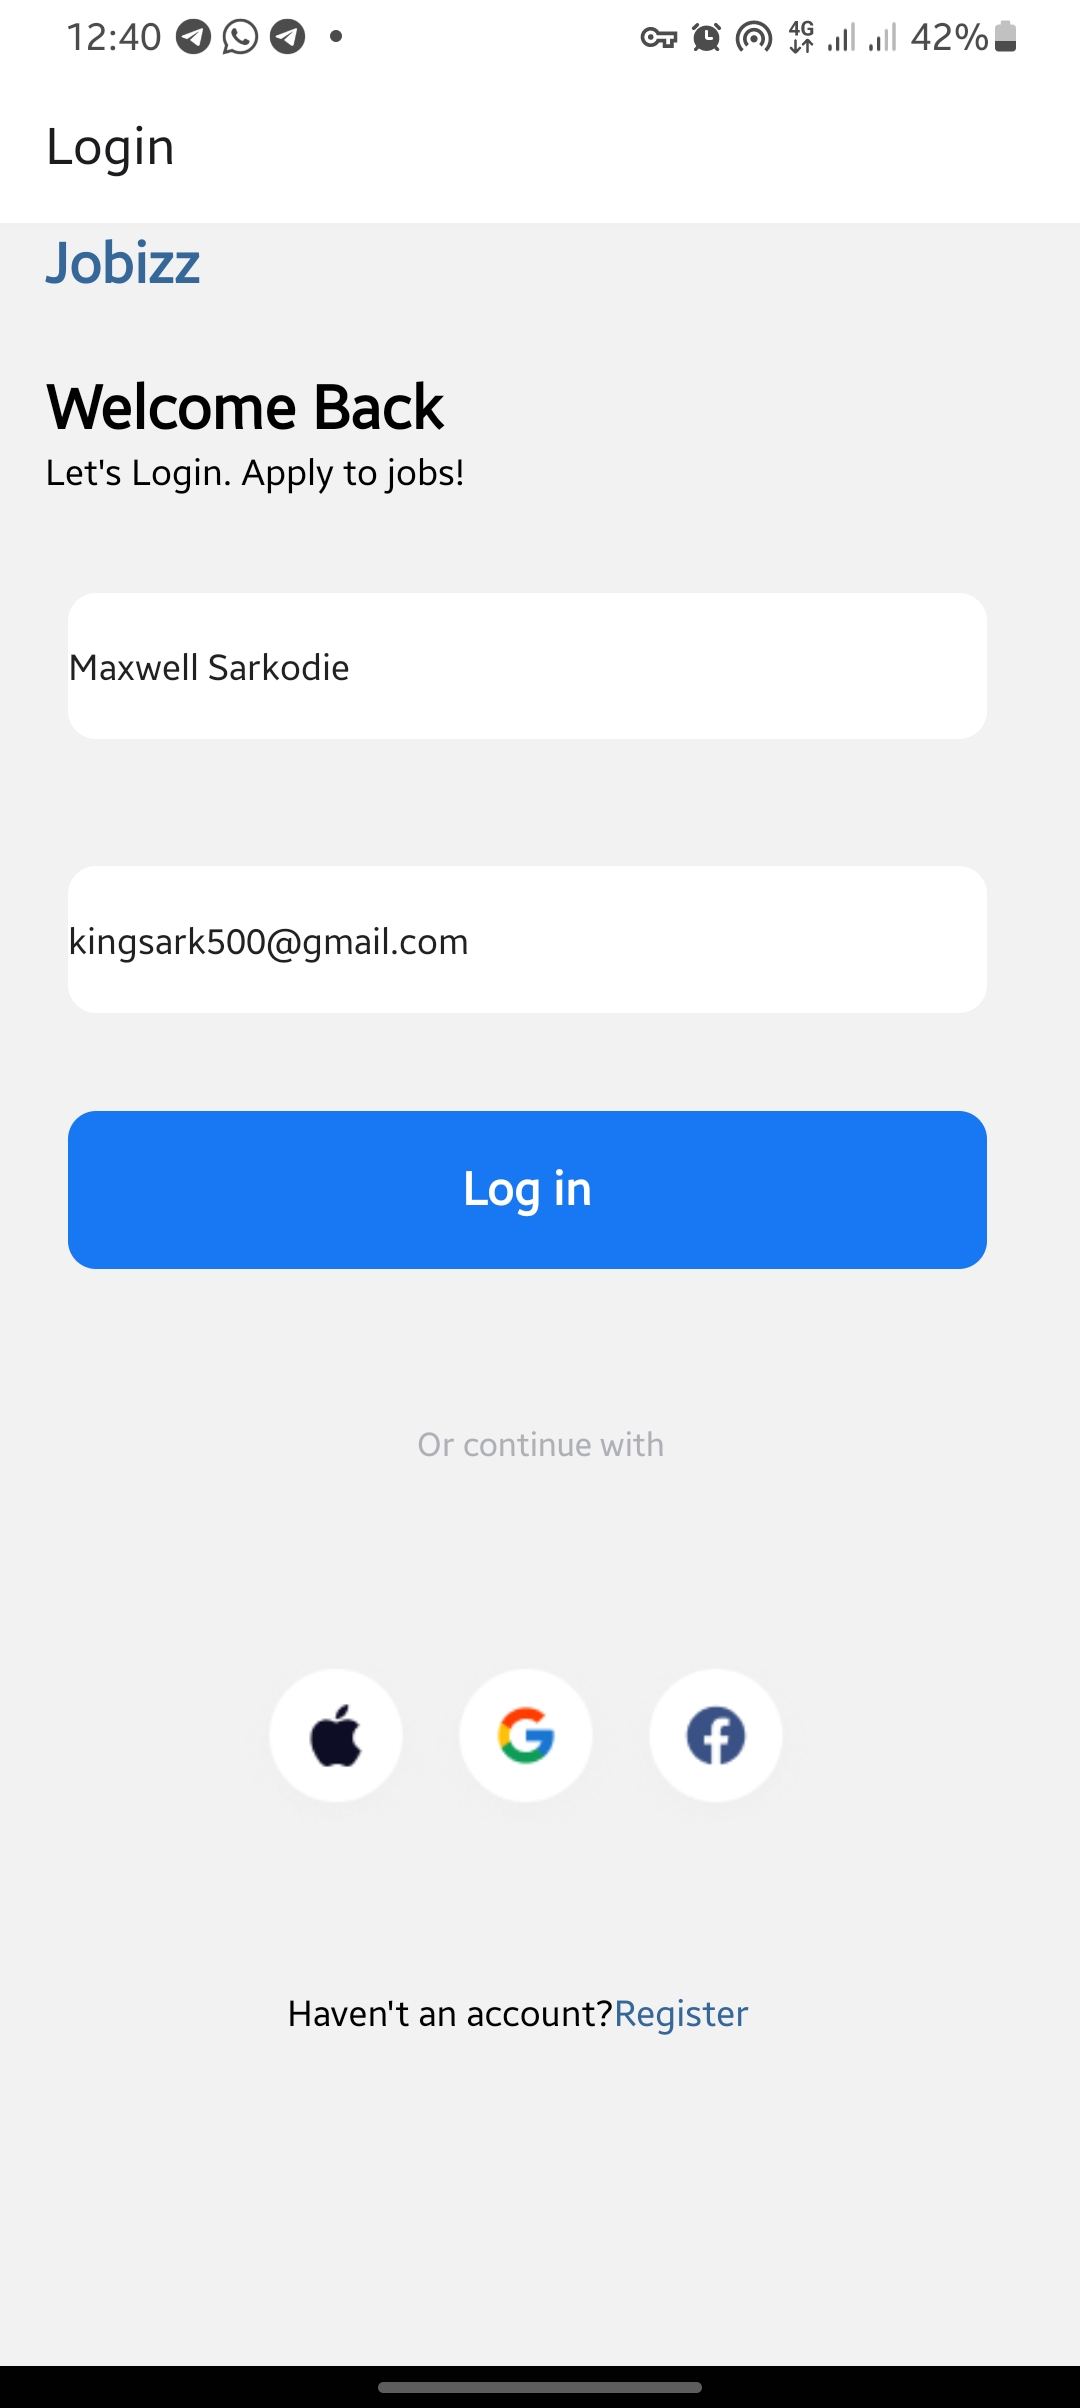 12:40 4G 42%
Login
Jobizz
Welcome Back
Let's Login. Apply to jobs!
Maxwell Sarkodie
kingsark500@gmail.com
Log in
Or continue with
Haven't an account?Register